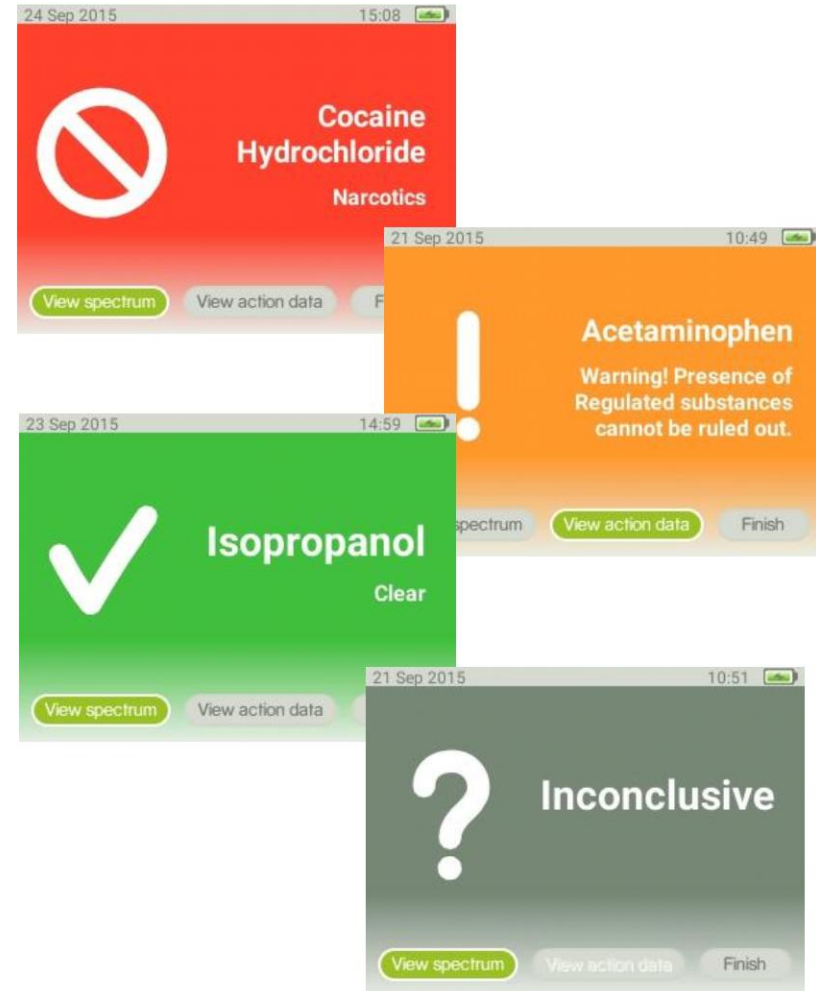 24 Sep 2015 15:08
Cocaine
Hydrochloride
Narcotics
View spectrum View action data F
21 Sep 2015 10:49
Acetaminophen
Warning! Presence of
Regulated substances
cannot be ruled out.
spectrum View action data Finish
23 Sep 2015 14:59
Isopropanol
Clear
View spectrum View action data
21 Sep 2015 10:51
Inconclusive
View spectrum View action data Finish